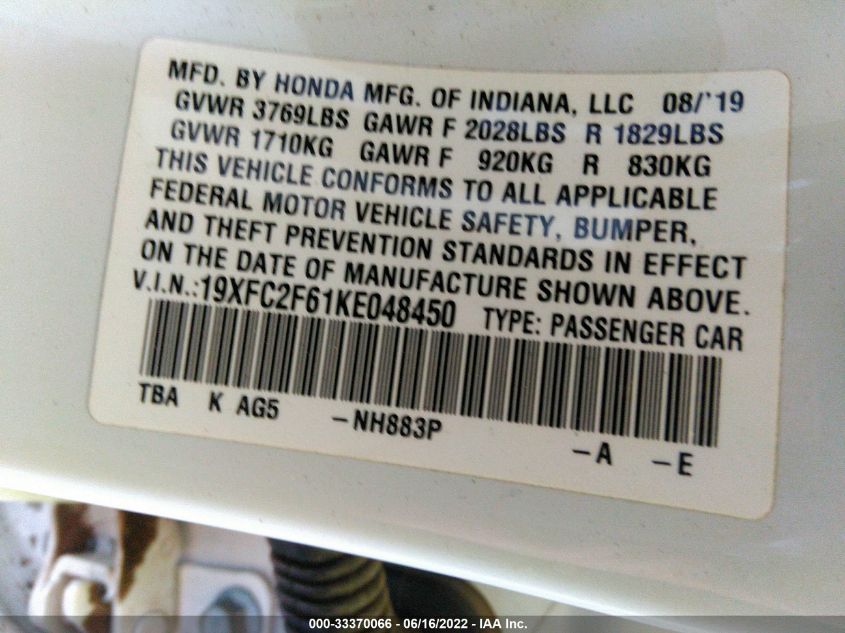 MFD. BY HONDA MFG. OF INDIANA, LLC 08/'19
GVWR 3769LBS GAWR F 2028LBS R 1829LBS
GVWR 1710KG GAWR F 920KG R 830KG
THIS VEHICLE CONFORMS TO ALL APPLICABLE
FEDERAL MOTOR VEHICLE SAFETY, BUMPER,
AND THEFT PREVENTION STANDARDS IN EFFECT
ON THE DATE OF MANUFACTURE SHOWN ABOVE.
V.I.N.:19XFC2F61KE048450 TYPE: PASSENGER CAR
TBA K AG5 –NH883P –A –E
000-33370066 - 06/16/2022 - IAA Inc.